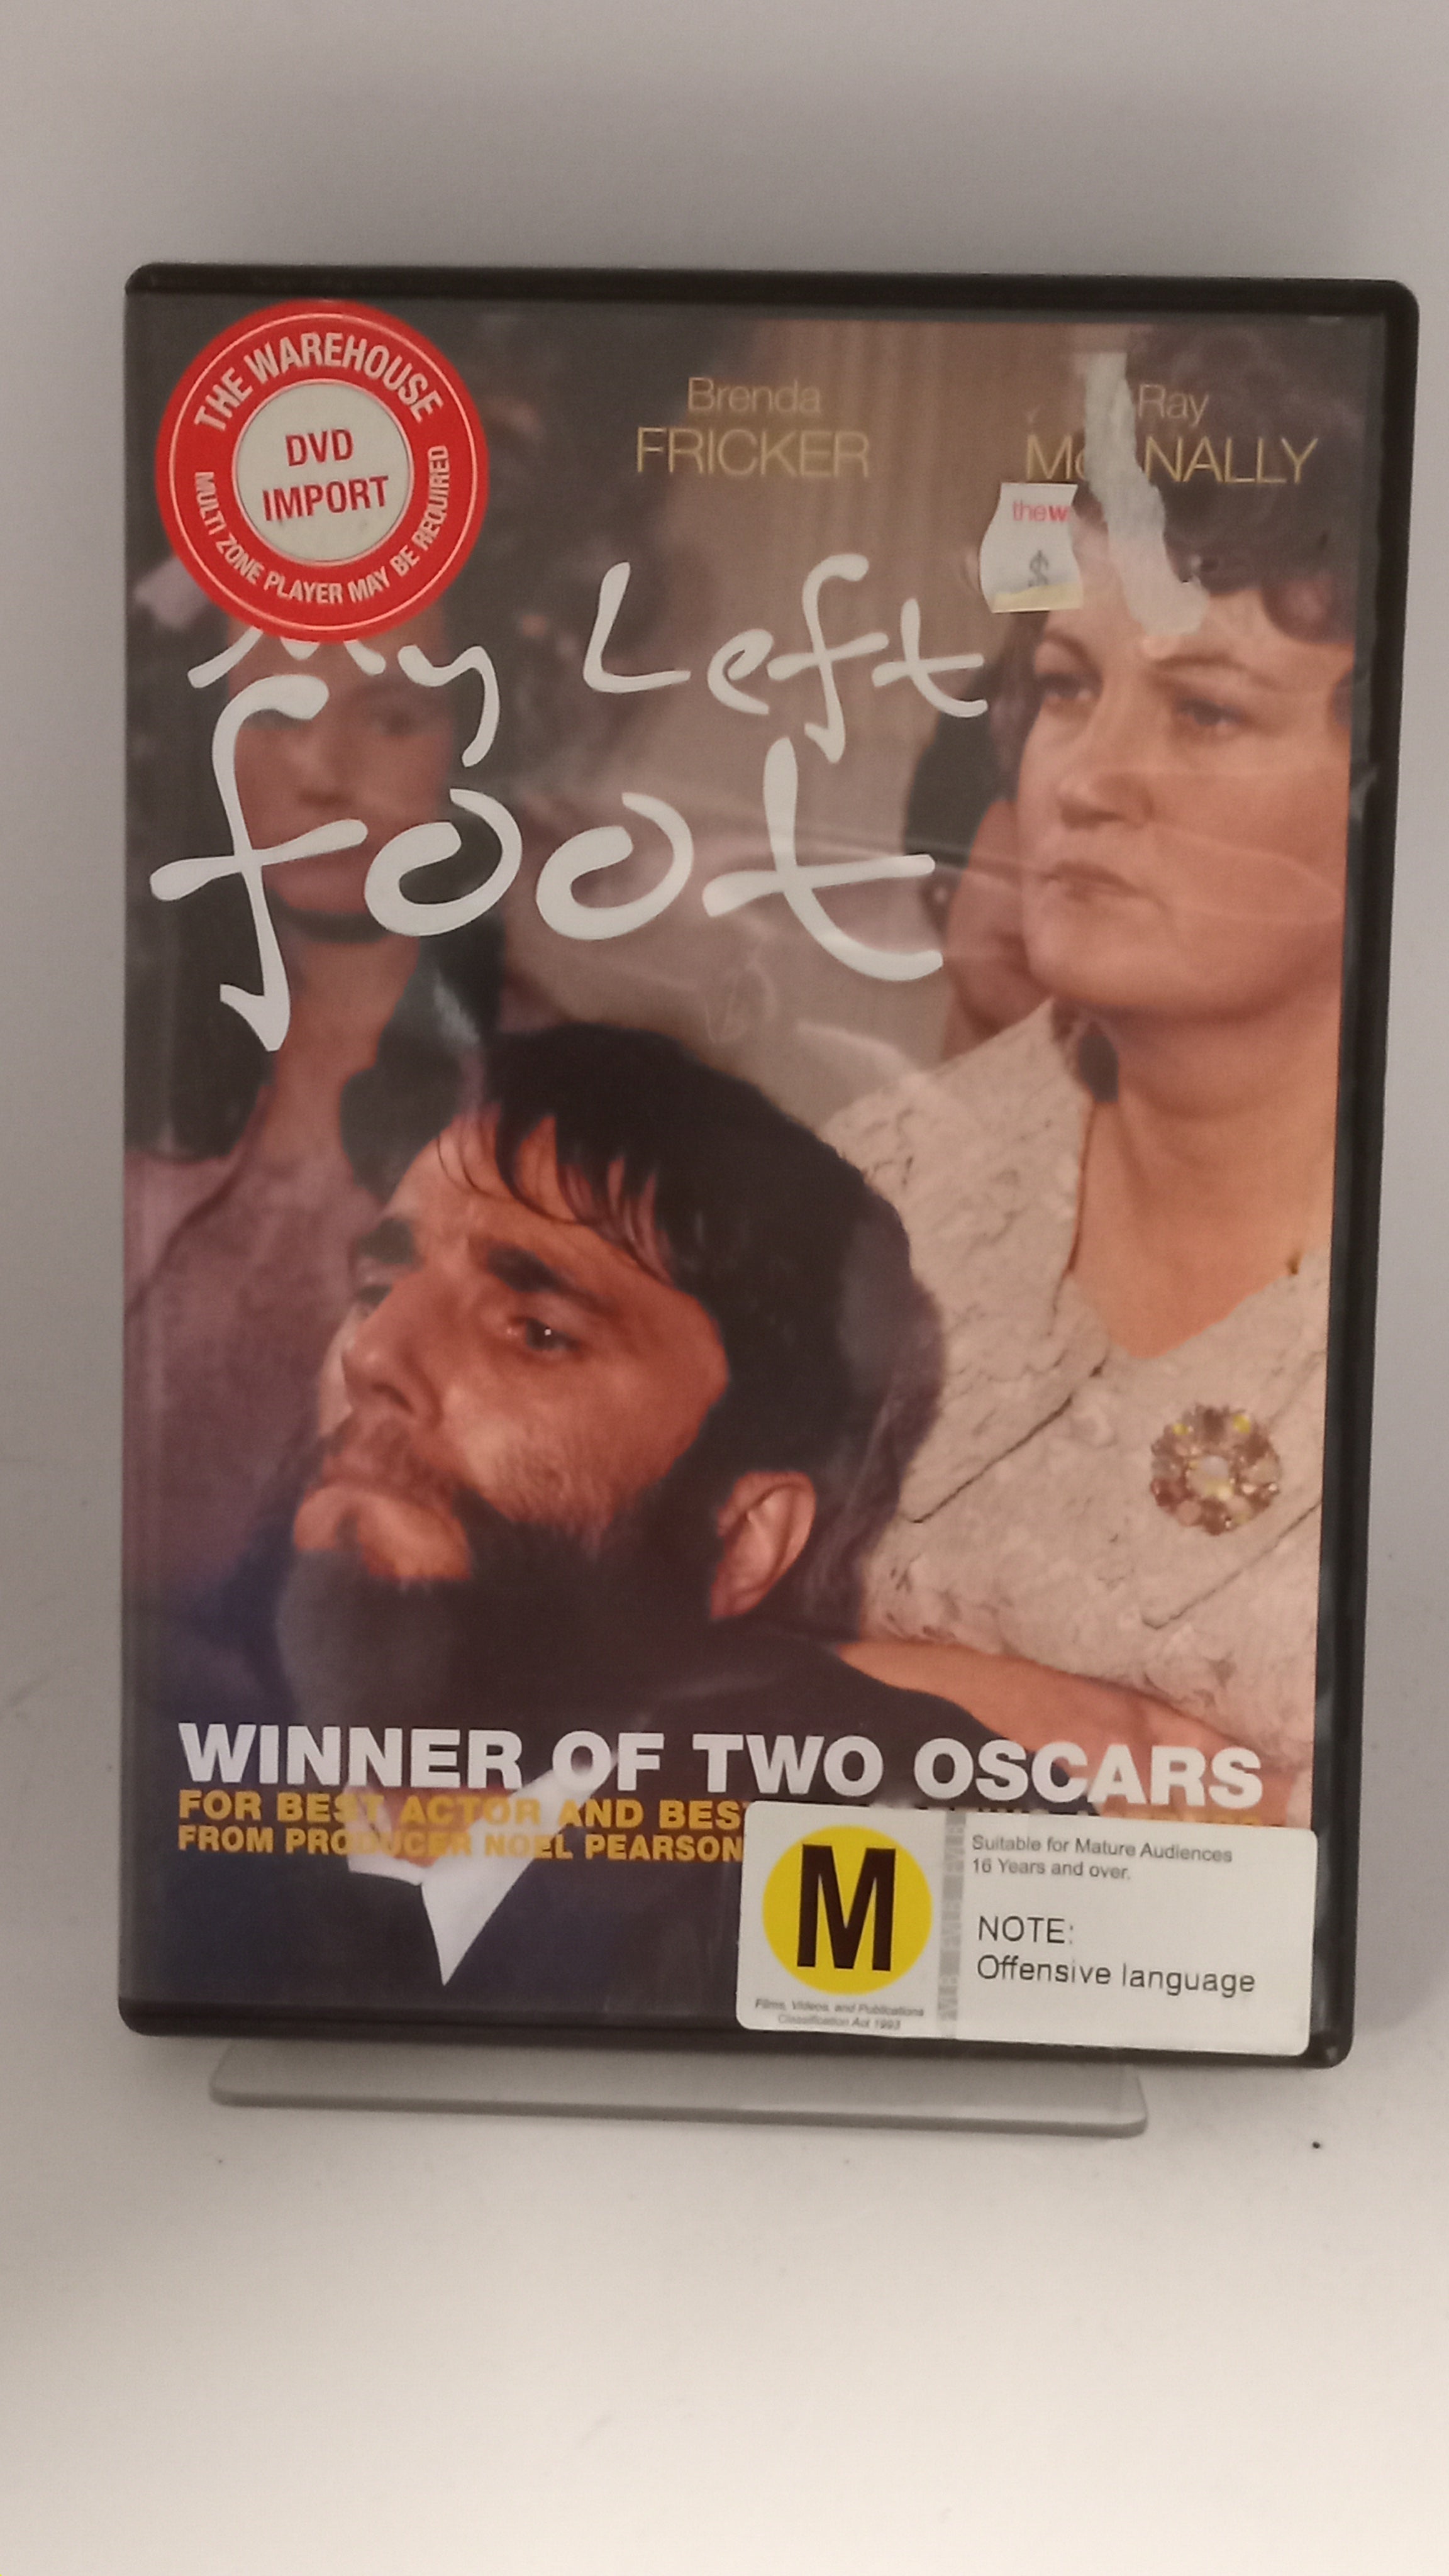 THE WAREHOUSE
DVD
IMPORT
MULTI ZONE PLAYER MAY BE REQUIRED
Brenda
FRICKER
Ray
NALLY
thew
$
My Left
foot
WINNER OF TWO OSCARS
FOR BEST ACTOR AND BES
FROM PRODUCER NOEL PEARSON
M
Films, Videos, and Publications
Classification Act 1993
Suitable for Mature Audiences
16 Years and over.
NOTE:
Offensive language